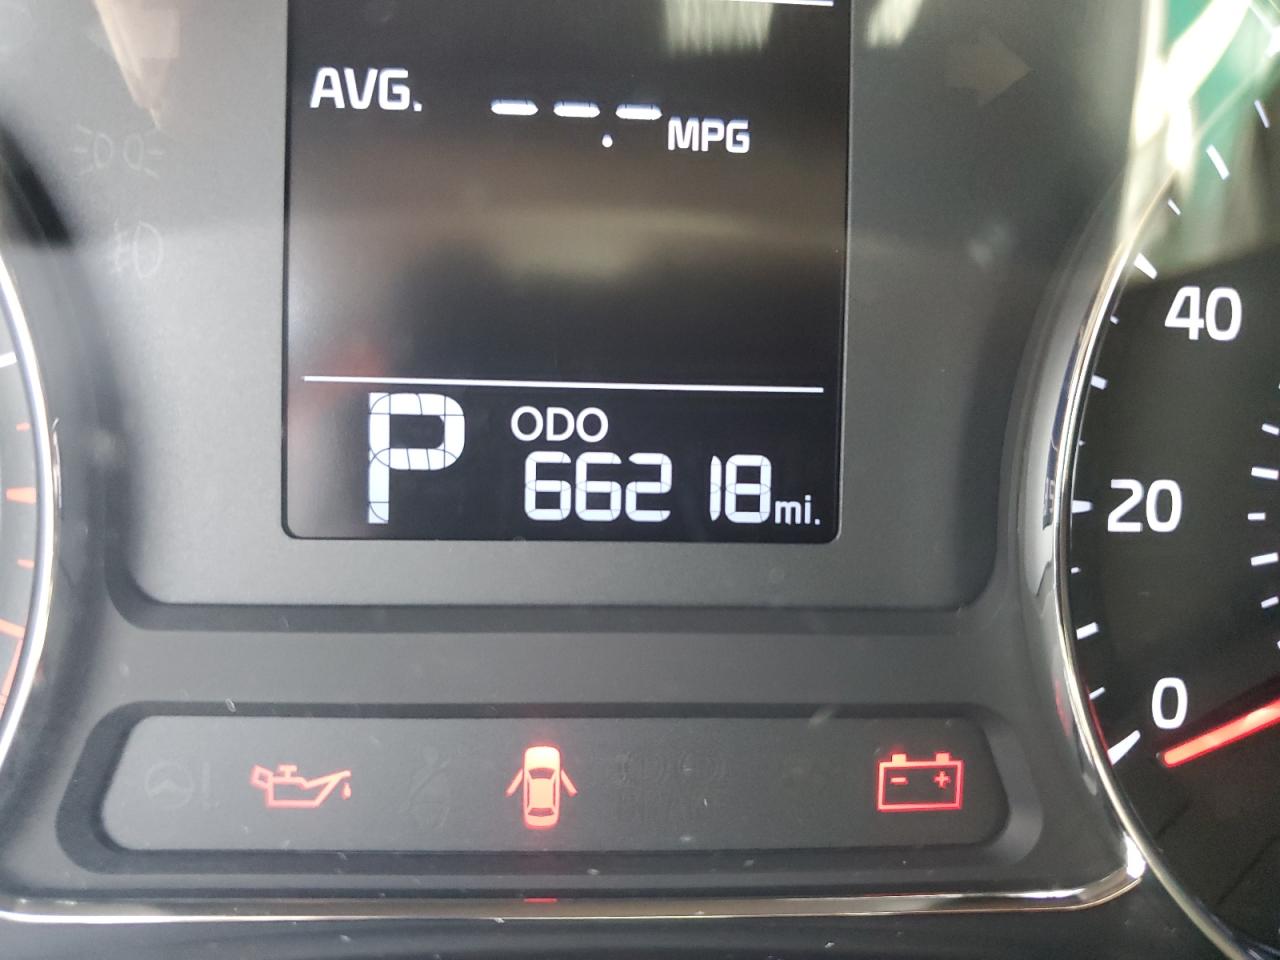 AVG. --.- MPG
P
ODO
66218 mi.
40
20
0